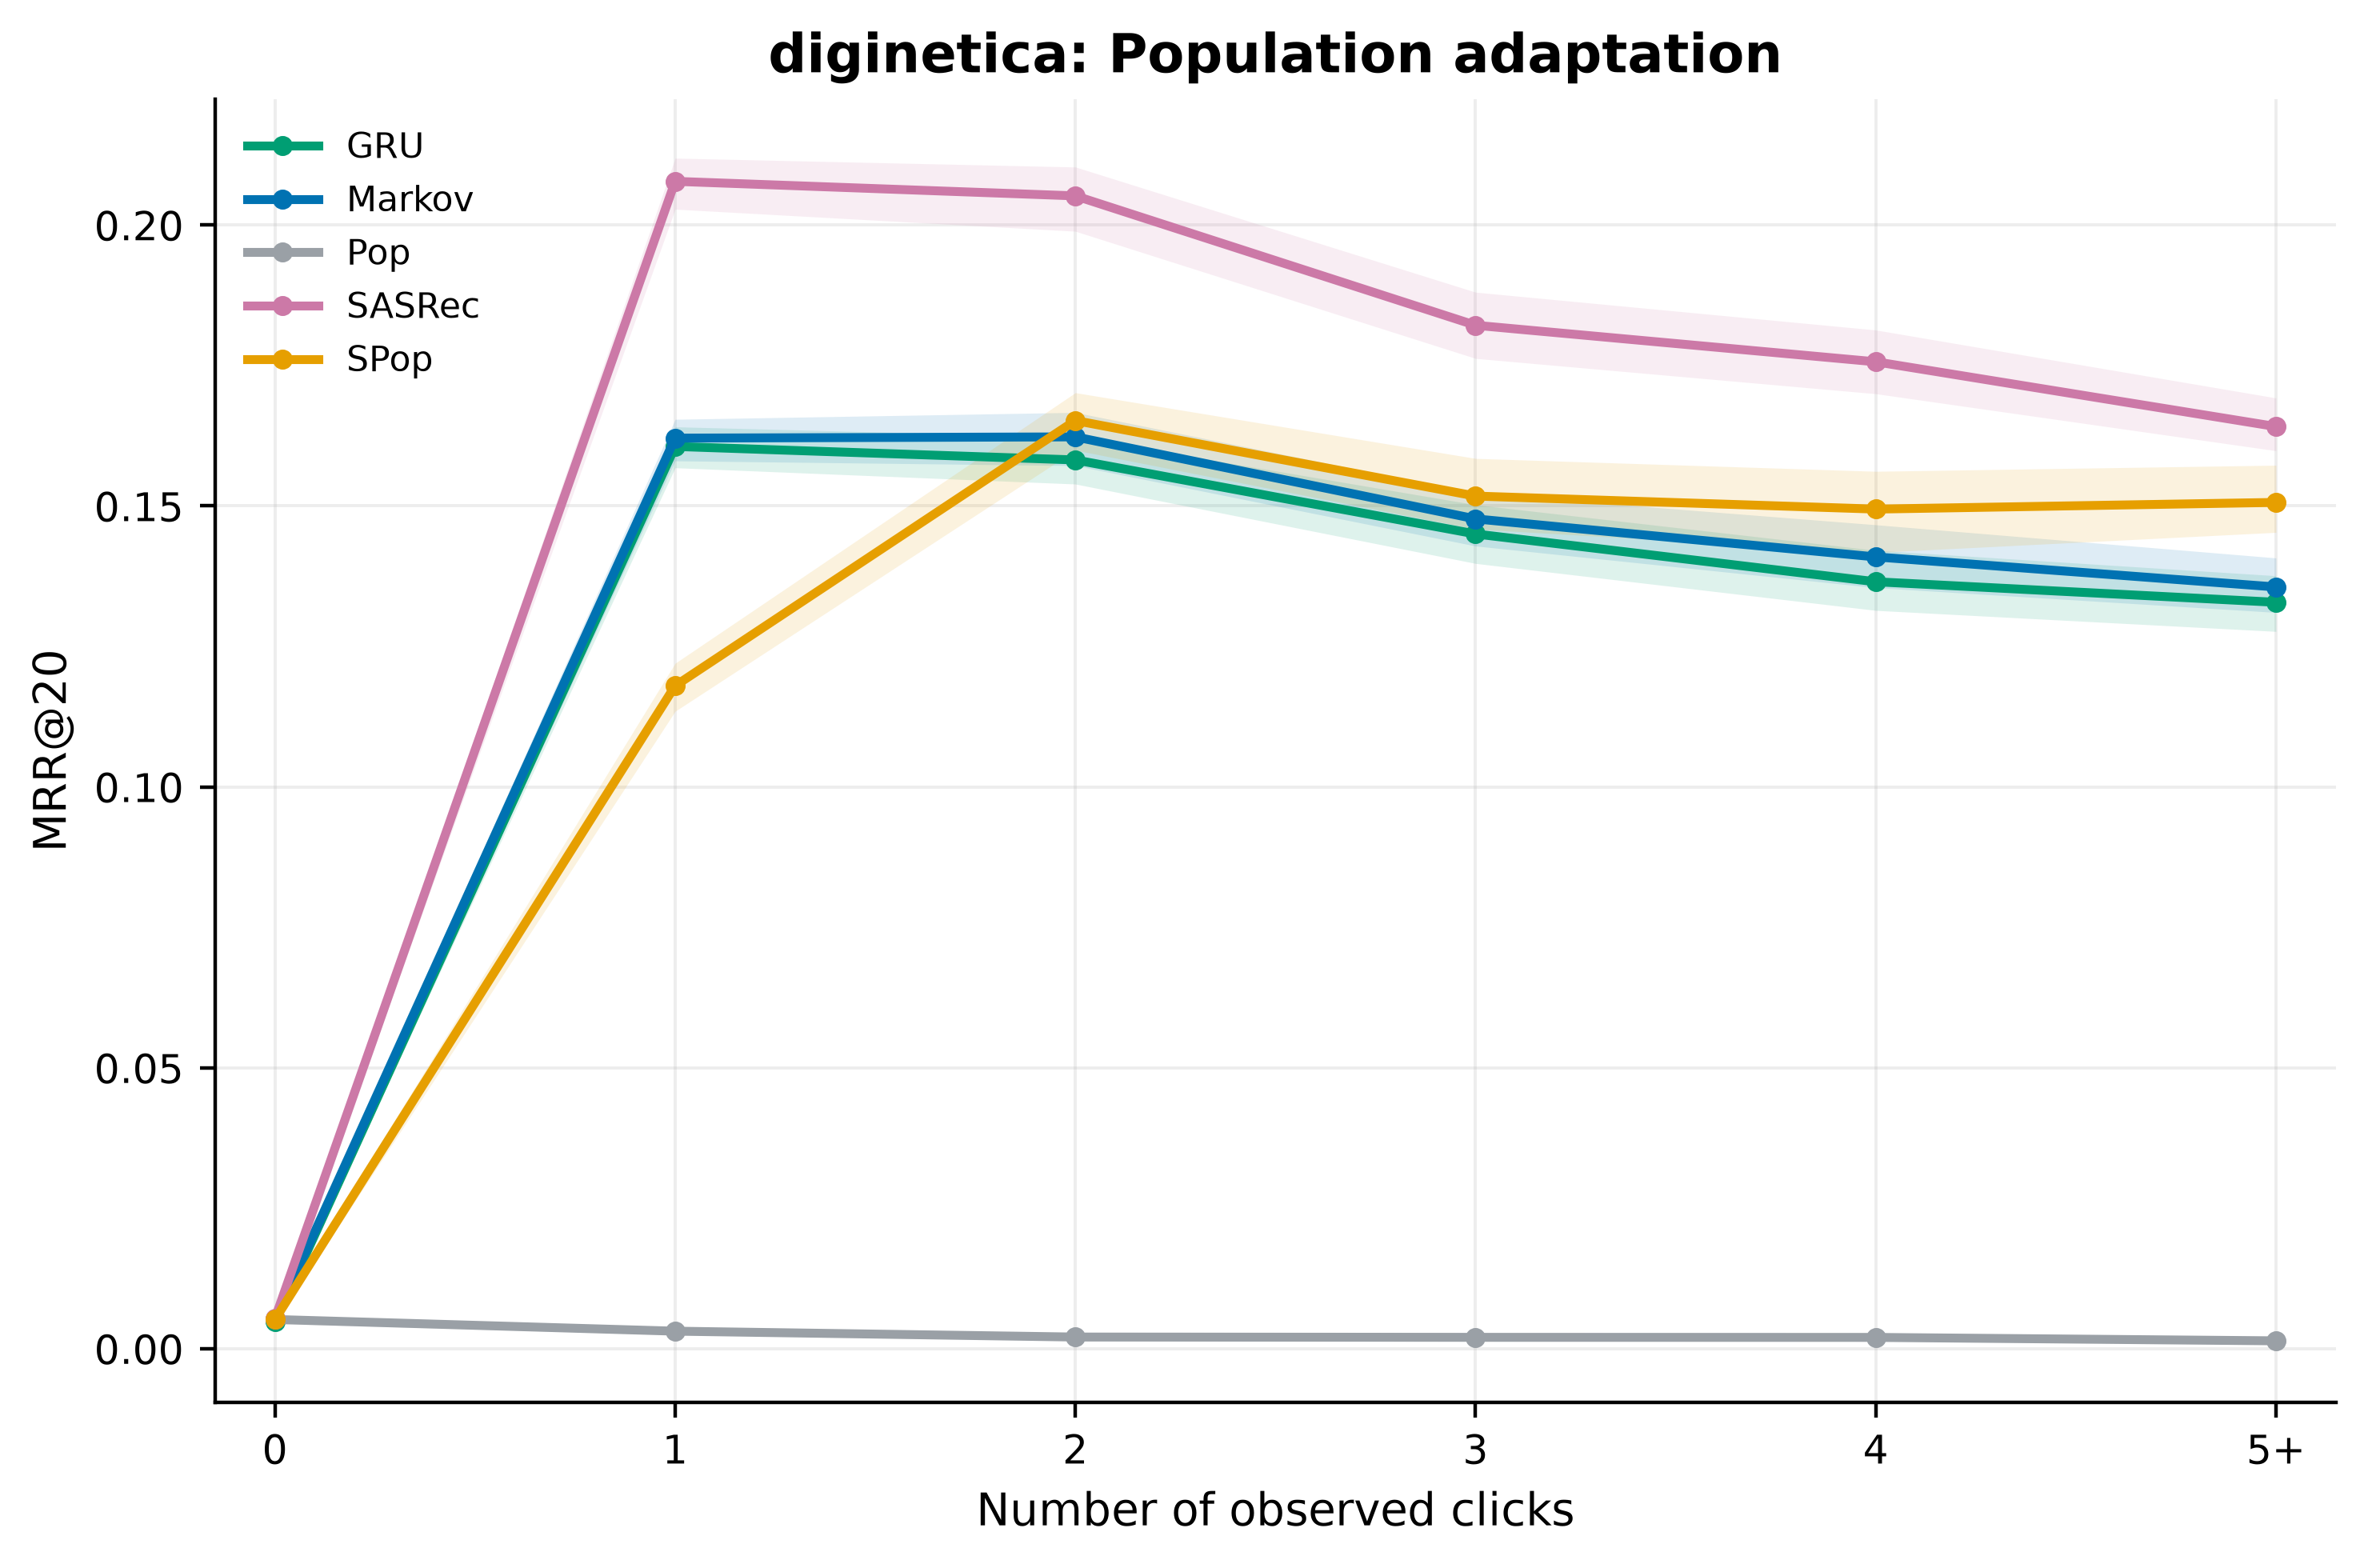 diginetica: Population adaptation
GRU
Markov
Pop
SASRec
SPop
MRR@20
0.20
0.15
0.10
0.05
0.00
0 1 2 3 4 5+
Number of observed clicks